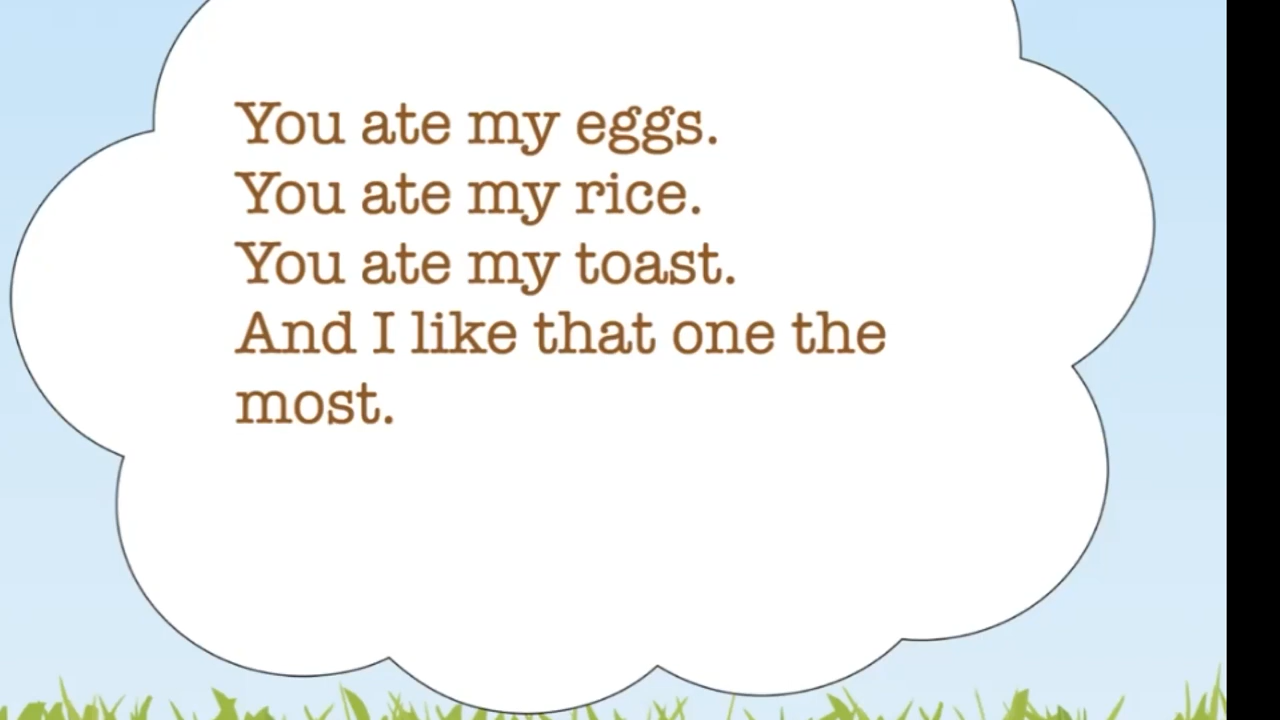 You ate my eggs.
You ate my rice.
You ate my toast.
And I like that one the
most.